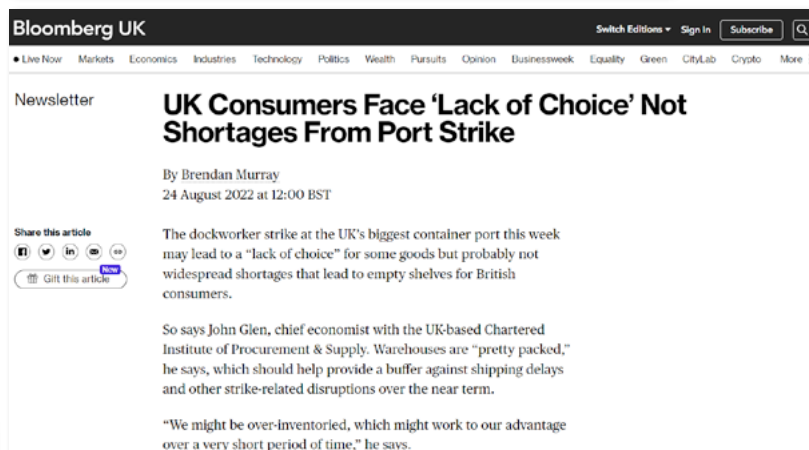 Bloomberg UK
Switch Editions
Sign In
Subscribe
Live Now Markets Economics Industries Technology Politics Wealth Pursuits Opinion Businessweek Equality Green CityLab Crypto More
Newsletter
UK Consumers Face ‘Lack of Choice’ Not
Shortages From Port Strike
By Brendan Murray
24 August 2022 at 12:00 BST
Share this article
New
Gift this article
The dockworker strike at the UK’s biggest container port this week
may lead to a “lack of choice” for some goods but probably not
widespread shortages that lead to empty shelves for British
consumers.
So says John Glen, chief economist with the UK-based Chartered
Institute of Procurement & Supply. Warehouses are “pretty packed,”
he says, which should help provide a buffer against shipping delays
and other strike-related disruptions over the near term.
“We might be over-inventoried, which might work to our advantage
over a very short period of time,” he says.